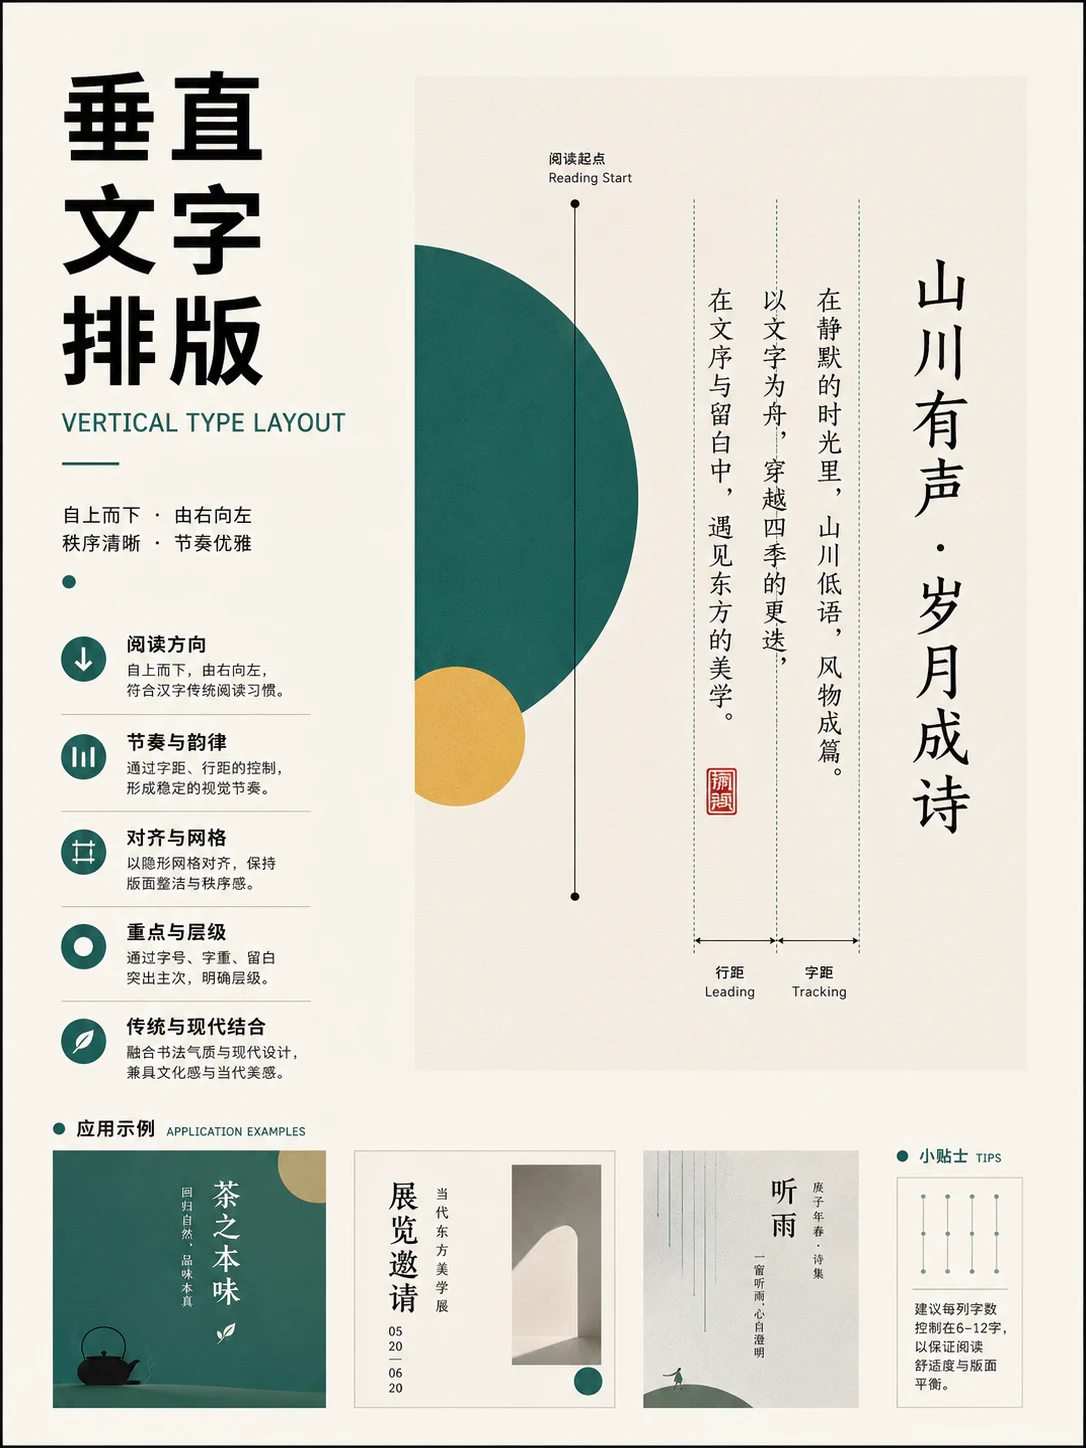 垂直
文字
排版
VERTICAL TYPE LAYOUT
自上而下 · 由右向左
秩序清晰 · 节奏优雅
阅读方向
自上而下，由右向左，
符合汉字传统阅读习惯。
节奏与韵律
通过字距、行距的控制，
形成稳定的视觉节奏。
对齐与网格
以隐形网格对齐，保持
版面整洁与秩序感。
重点与层级
通过字号、字重、留白
突出主次，明确层级。
传统与现代结合
融合书法气质与现代设计，
兼具文化感与当代美感。
阅读起点
Reading Start
山川有声·岁月成诗
在静默的时光里，山川低语，风物成篇。
以文字为舟，穿越四季的更迭，
在文序与留白中，遇见东方的美学。
行距
Leading
字距
Tracking
应用示例 APPLICATION EXAMPLES
茶之本味
回归自然，品味本真
当代东方美学展
展览邀请
05
20
—
06
20
庚子年春·诗集
听雨
一窗听雨，心自澄明
小贴士 TIPS
建议每列字数
控制在6–12字，
以保证阅读
舒适度与版面
平衡。